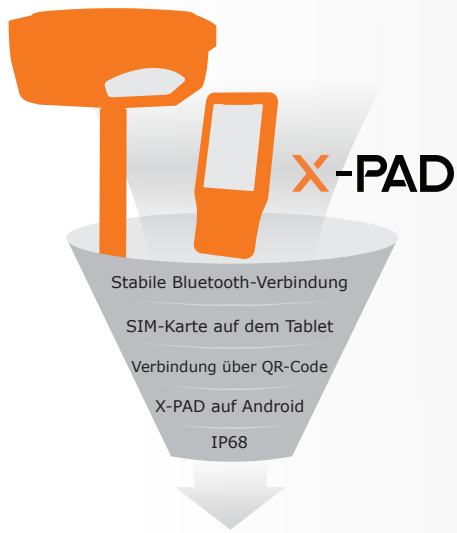 X-PAD
Stabile Bluetooth-Verbindung
SIM-Karte auf dem Tablet
Verbindung über QR-Code
X-PAD auf Android
IP68